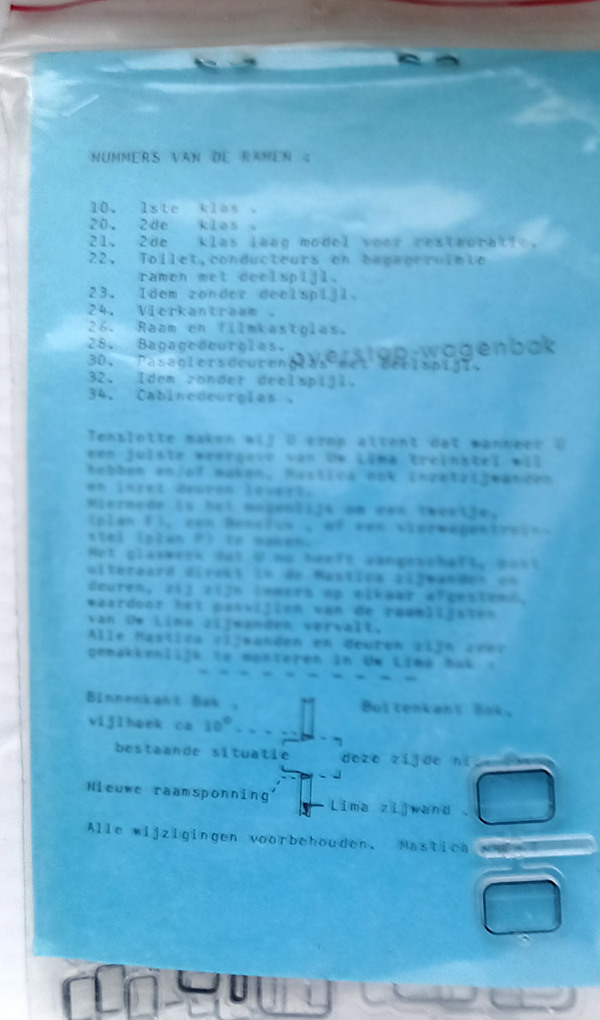 NUMMERS VAN DE RAMEN :
10. 1ste klas .
20. 2de klas .
21. 2de klas laag model voor restauratie.
22. Toilet,conducteurs en bagageruimte
ramen met deelspijl.
23. Idem zonder deelspijl.
24. Vierkantraam .
26. Raam en filmkastglas.
28. Bagagedeurglas.
overstap-wagenbak
30. Pasagiersdeurenglas met deelspijl.
32. Idem zonder deelspijl.
34. Cabinedeurglas .
Tenslotte maken wij U erop attent dat wanneer U
een juiste weergave van Uw Lima treinstel wil
hebben en/of maken, Mastica ook inzetzijwanden
en inzet deuren levert.
Hiermede is het mogenlijk om een tweetje,
(plan F), een Benelux , of een vierwagentrein-
stel (plan P) te maken.
Het glaswerk dat U nu heeft aangeschaft, past
uiteraard direkt in de Mastica zijwanden en
deuren, zij zijn immers op elkaar afgestemd,
waardoor het pasvijlen van de raamlijsten
van Uw Lima zijwanden vervalt.
Alle Mastica zijwanden en deuren zijn zeer
gemakkenlijk te monteren in Uw Lima bak .
Binnenkant Bak .
Buitenkant Bak.
vijlhoek ca 10°
bestaande situatie
deze zijde
Nieuwe raamsponning
Lima zijwand .
Alle wijzigingen voorbehouden. Mastica